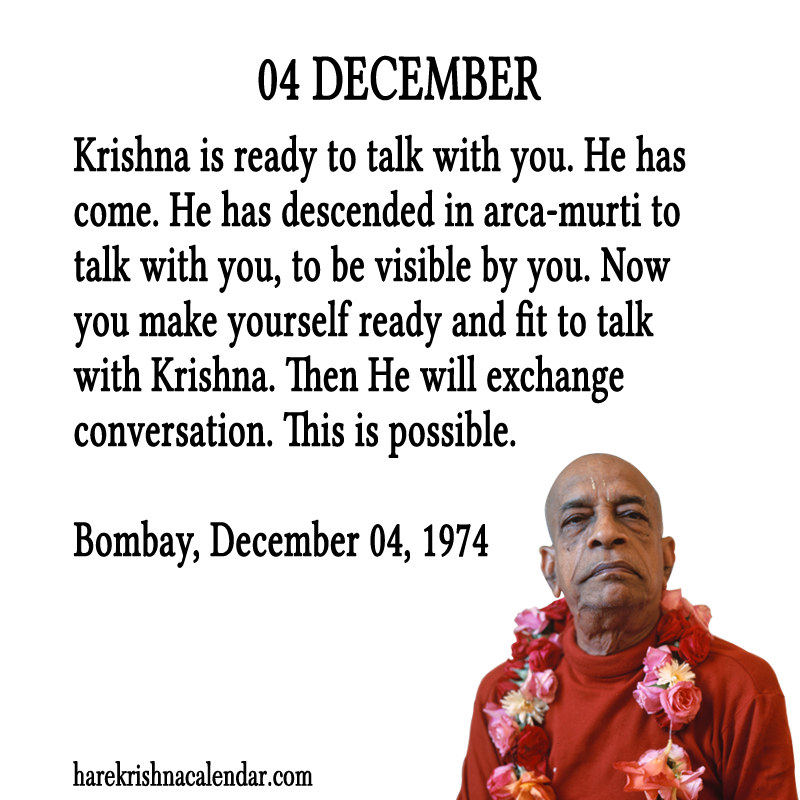 04 DECEMBER
Krishna is ready to talk with you. He has
come. He has descended in arca-murti to
talk with you, to be visible by you. Now
you make yourself ready and fit to talk
with Krishna. Then He will exchange
conversation. This is possible.
Bombay, December 04, 1974
harekrishnacalendar.com